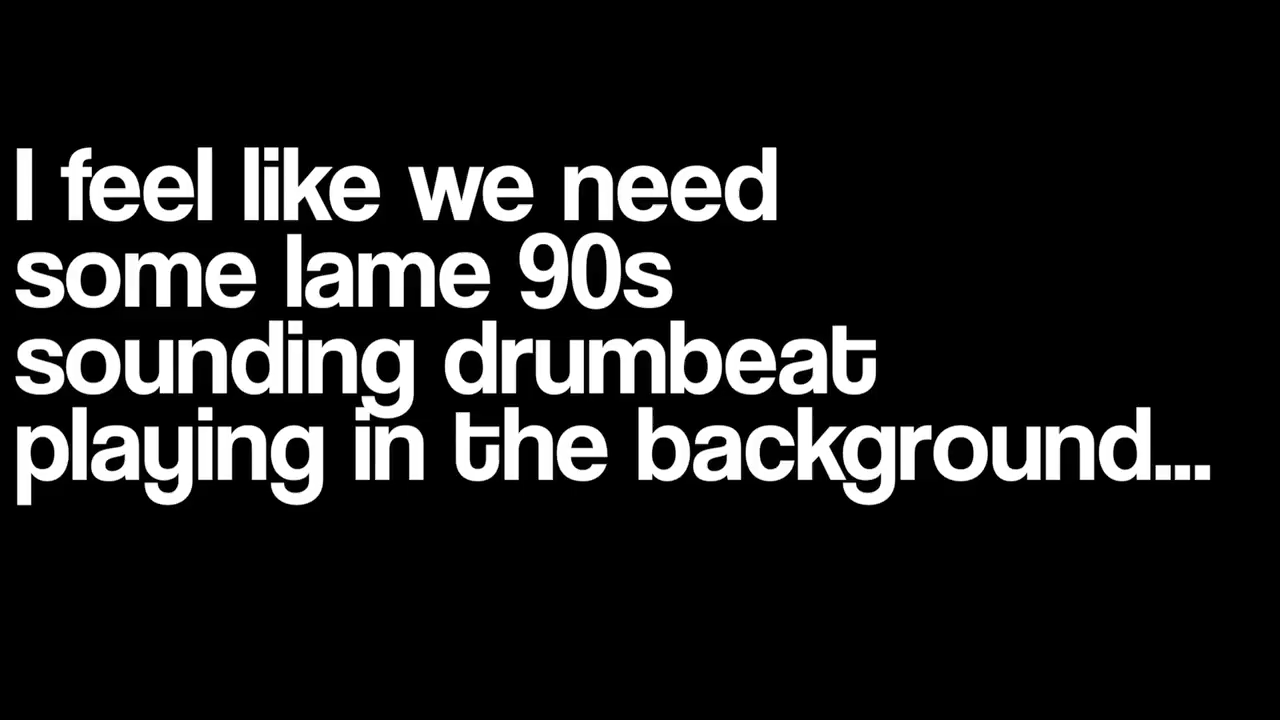 I feel like we need
some lame 90s
sounding drumbeat
playing in the background...